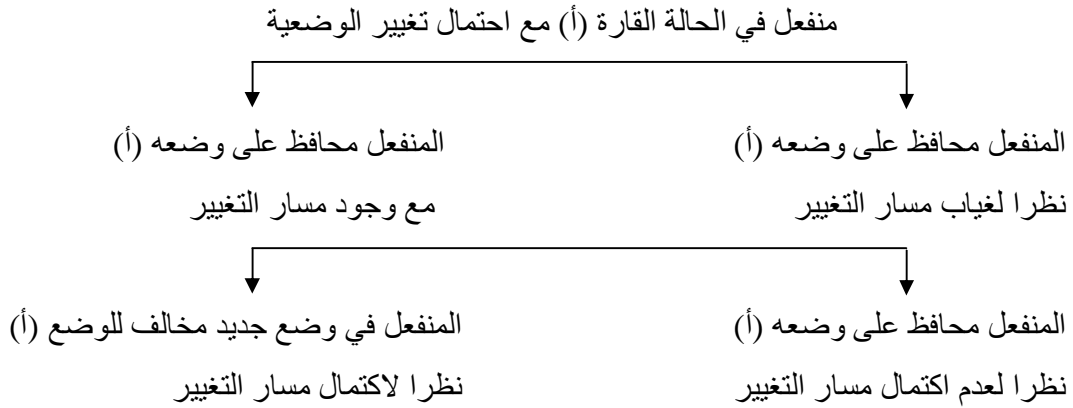 منفعل في الحالة القارة (أ) مع احتمال تغيير الوضعية
المنفعل محافظ على وضعه (أ)
نظرا لغياب مسار التغيير
المنفعل محافظ على وضعه (أ)
مع وجود مسار التغيير
المنفعل محافظ على وضعه (أ)
نظرا لعدم اكتمال مسار التغيير
المنفعل في وضع جديد مخالف للوضع (أ)
نظرا لاكتمال مسار التغيير